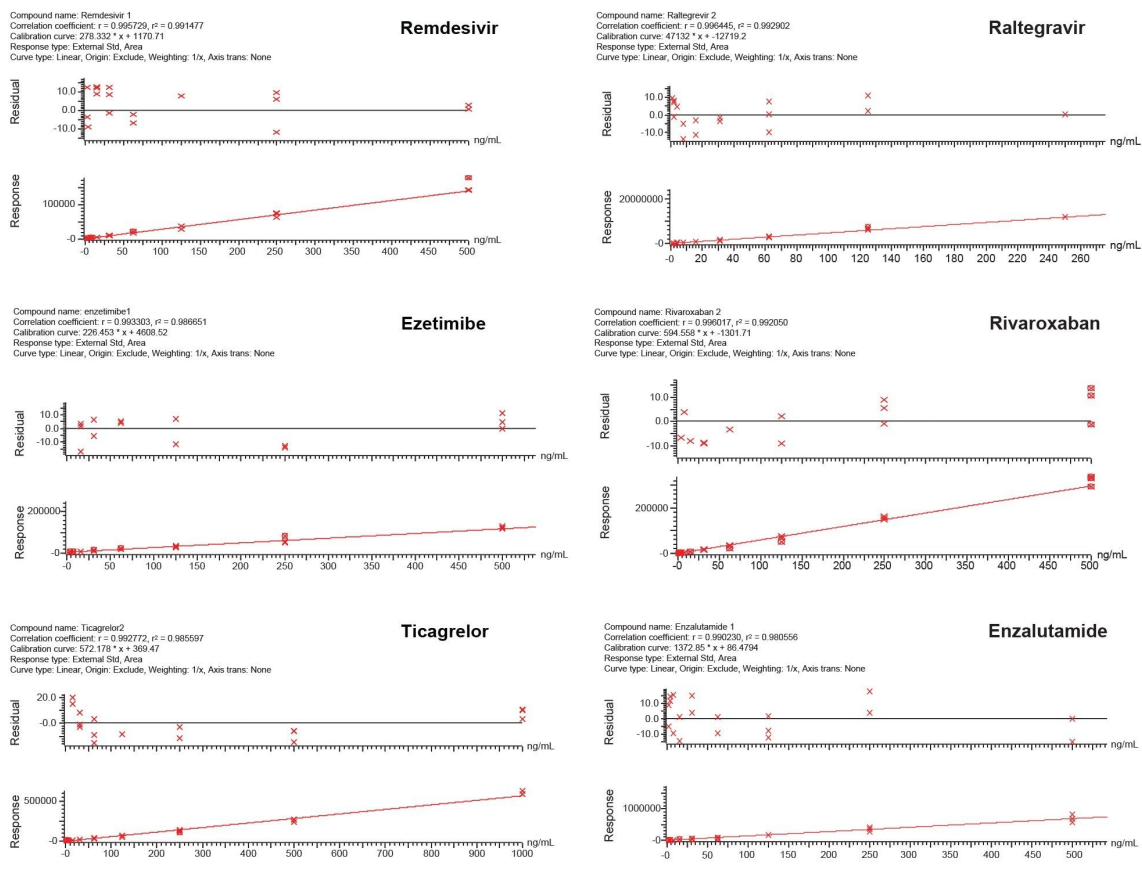 Compound name: Remdesivir 1
Correlation coefficient: r = 0.995729, r² = 0.991477
Calibration curve: 278.332 * x + 1170.71
Response type: External Std, Area
Curve type: Linear, Origin: Exclude, Weighting: 1/x, Axis trans: None
Remdesivir
Residual
10.0
0.0
-10.0
ng/mL
Response
100000
-0
ng/mL
-0 50 100 150 200 250 300 350 400 450 500
Compound name: Raltegrevir 2
Correlation coefficient: r = 0.996445, r² = 0.992902
Calibration curve: 47132 * x + -12719.2
Response type: External Std, Area
Curve type: Linear, Origin: Exclude, Weighting: 1/x, Axis trans: None
Raltegravir
Residual
10.0
0.0
-10.0
ng/mL
Response
20000000
-0
ng/mL
-0 20 40 60 80 100 120 140 160 180 200 220 240 260
Compound name: enzetimibe1
Correlation coefficient: r = 0.993303, r² = 0.986651
Calibration curve: 226.453 * x + 4608.52
Response type: External Std, Area
Curve type: Linear, Origin: Exclude, Weighting: 1/x, Axis trans: None
Ezetimibe
Residual
10.0
0.0
-10.0
ng/mL
Response
200000
-0
ng/mL
-0 50 100 150 200 250 300 350 400 450 500
Compound name: Rivaroxaban 2
Correlation coefficient: r = 0.996017, r² = 0.992050
Calibration curve: 594.558 * x + -1301.71
Response type: External Std, Area
Curve type: Linear, Origin: Exclude, Weighting: 1/x, Axis trans: None
Rivaroxaban
Residual
10.0
0.0
-10.0
ng/mL
Response
200000
-0
ng/mL
-0 50 100 150 200 250 300 350 400 450 500
Compound name: Ticagrelor2
Correlation coefficient: r = 0.992772, r² = 0.985597
Calibration curve: 572.178 * x + 369.47
Response type: External Std, Area
Curve type: Linear, Origin: Exclude, Weighting: 1/x, Axis trans: None
Ticagrelor
Residual
20.0
-0.0
ng/mL
Response
500000
-0
ng/mL
-0 100 200 300 400 500 600 700 800 900 1000
Compound name: Enzalutamide 1
Correlation coefficient: r = 0.990230, r² = 0.980556
Calibration curve: 1372.85 * x + 86.4794
Response type: External Std, Area
Curve type: Linear, Origin: Exclude, Weighting: 1/x, Axis trans: None
Enzalutamide
Residual
10.0
0.0
-10.0
ng/mL
Response
1000000
-0
ng/mL
-0 50 100 150 200 250 300 350 400 450 500